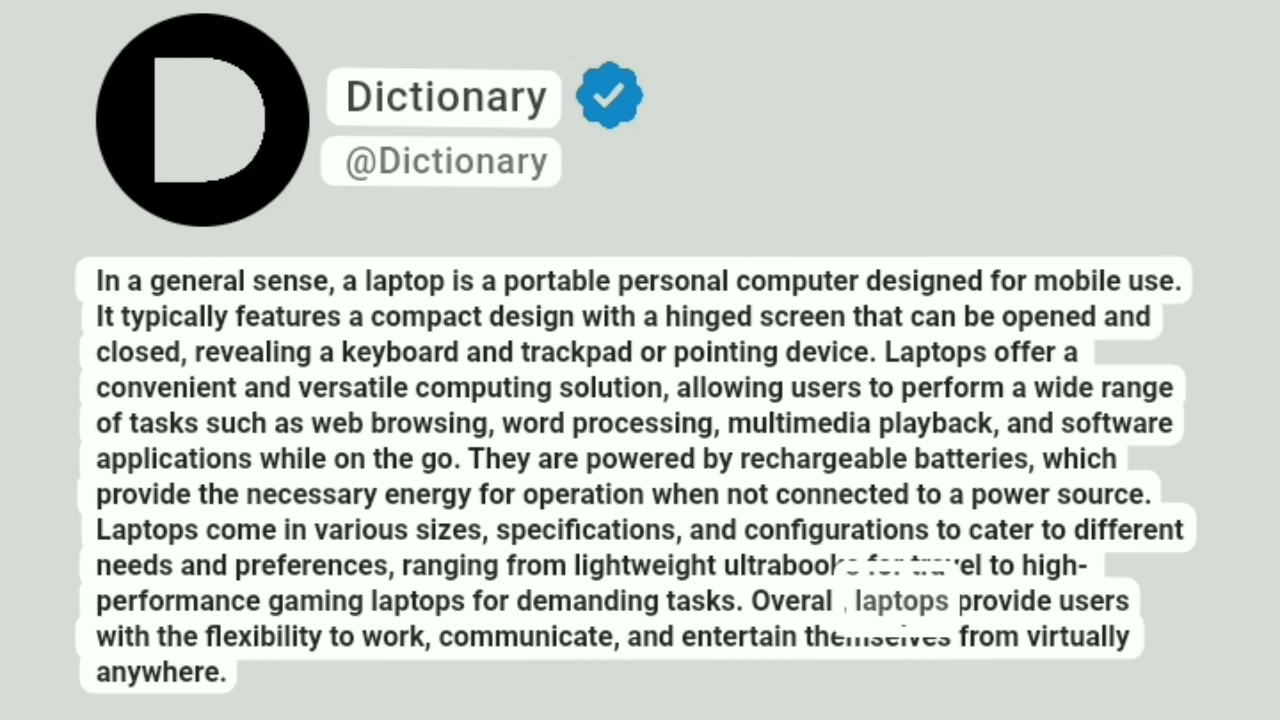 D
Dictionary
@Dictionary
In a general sense, a laptop is a portable personal computer designed for mobile use.
It typically features a compact design with a hinged screen that can be opened and
closed, revealing a keyboard and trackpad or pointing device. Laptops offer a
convenient and versatile computing solution, allowing users to perform a wide range
of tasks such as web browsing, word processing, multimedia playback, and software
applications while on the go. They are powered by rechargeable batteries, which
provide the necessary energy for operation when not connected to a power source.
Laptops come in various sizes, specifications, and configurations to cater to different
needs and preferences, ranging from lightweight ultrabooks for travel to high-
performance gaming laptops for demanding tasks. Overal , laptops provide users
with the flexibility to work, communicate, and entertain themselves from virtually
anywhere.